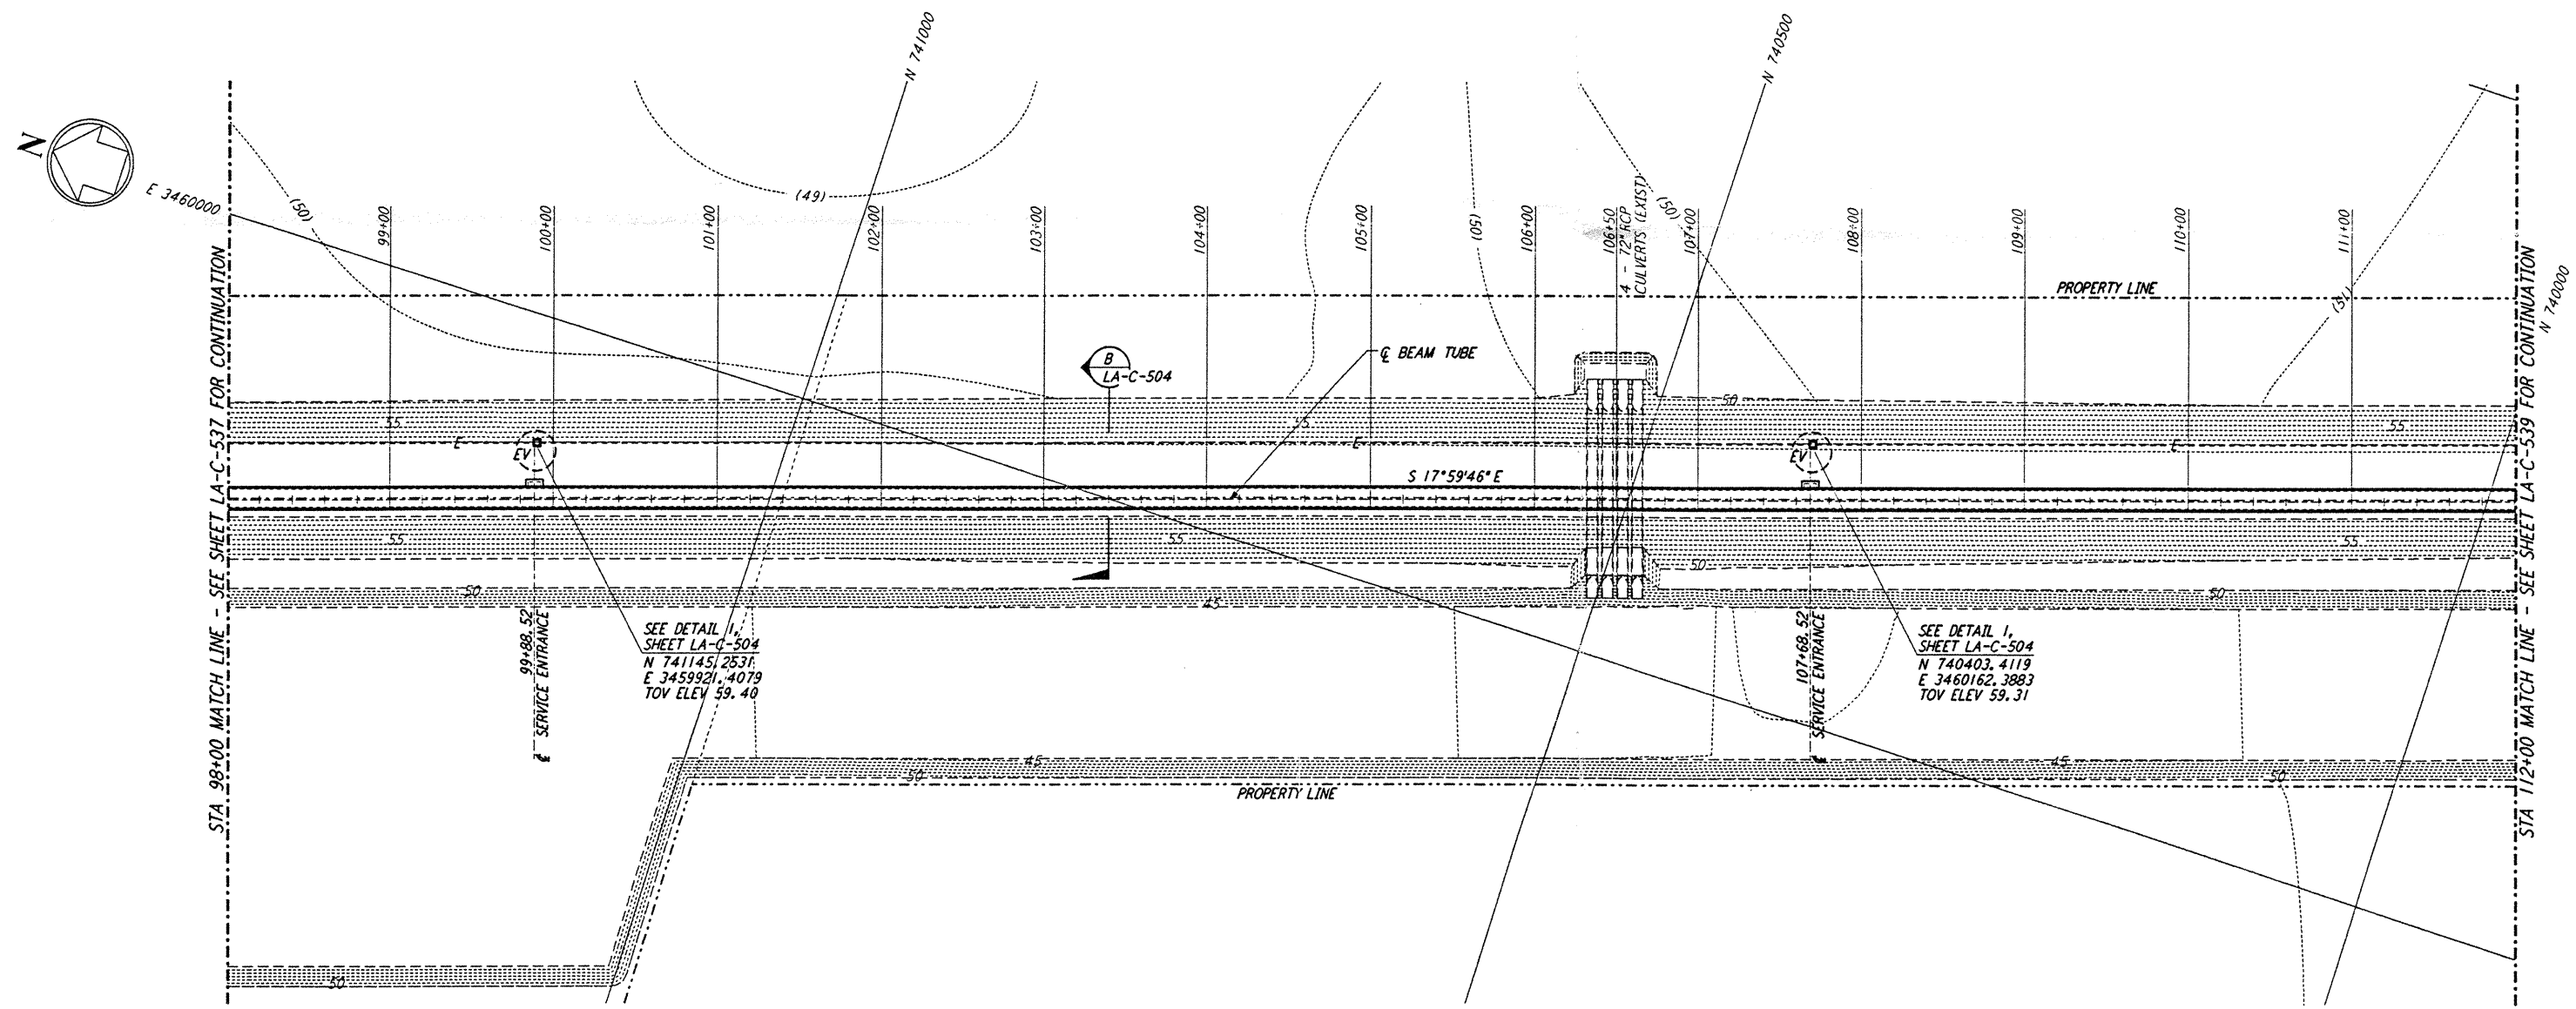 N
N 741000
N 740500
E 3460000
(50)
(49)
(50)
(50)
(51)
N 740000
99+00
100+00
101+00
102+00
103+00
104+00
105+00
106+00
106+50
4 - 72" RCP
CULVERTS (EXIST)
107+00
108+00
109+00
110+00
111+00
PROPERTY LINE
B
LA-C-504
℄ BEAM TUBE
STA 98+00 MATCH LINE - SEE SHEET LA-C-537 FOR CONTINUATION
STA 112+00 MATCH LINE - SEE SHEET LA-C-539 FOR CONTINUATION
55
50
55
E
EV
E
EV
E
S 17°59'46" E
55
55
55
50
50
45
50
99+88.52
℄ SERVICE ENTRANCE
SEE DETAIL 1,
SHEET LA-C-504
N 741145.2531
E 3459921.4079
TOV ELEV 59.40
107+68.52
℄ SERVICE ENTRANCE
SEE DETAIL 1,
SHEET LA-C-504
N 740403.4119
E 3460162.3883
TOV ELEV 59.31
45
50
45
50
PROPERTY LINE
50